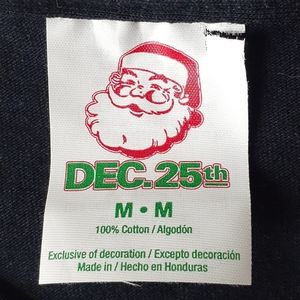 DEC. 25th
M • M
100% Cotton / Algodón
Exclusive of decoration / Excepto decoración
Made in / Hecho en Honduras